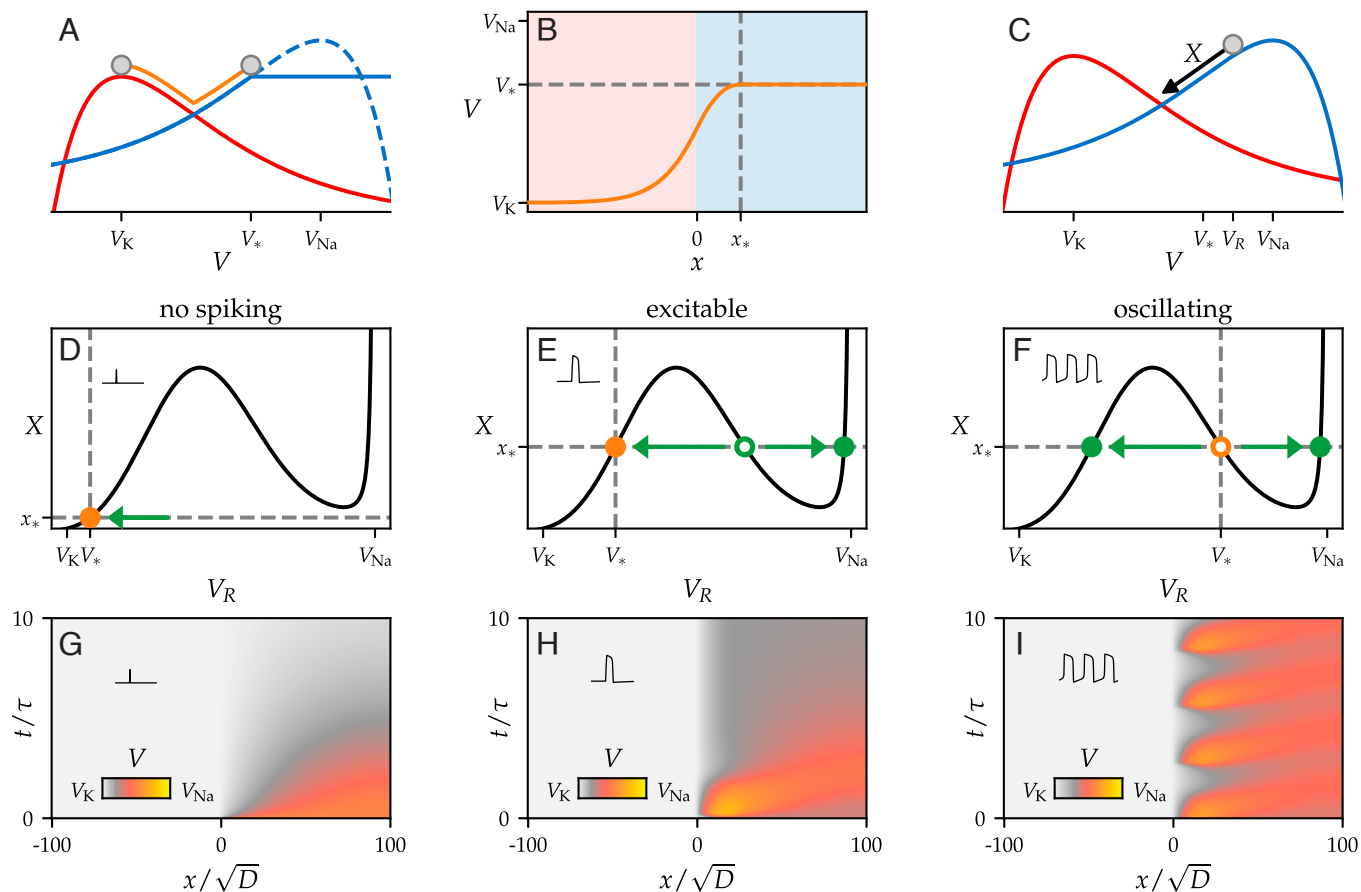 A
V_K V_* V_Na
V
B
V_Na
V_*
V
V_K
0 x_*
x
C
X
V_K V_* V_R V_Na
V
no spiking
D
X
x_*
V_K V_* V_Na
V_R
excitable
E
X
x_*
V_K V_* V_Na
V_R
oscillating
F
X
x_*
V_K V_* V_Na
V_R
G
10
t/τ
V
V_K V_Na
0
-100 0 100
x/√D
H
10
t/τ
V
V_K V_Na
0
-100 0 100
x/√D
I
10
t/τ
V
V_K V_Na
0
-100 0 100
x/√D